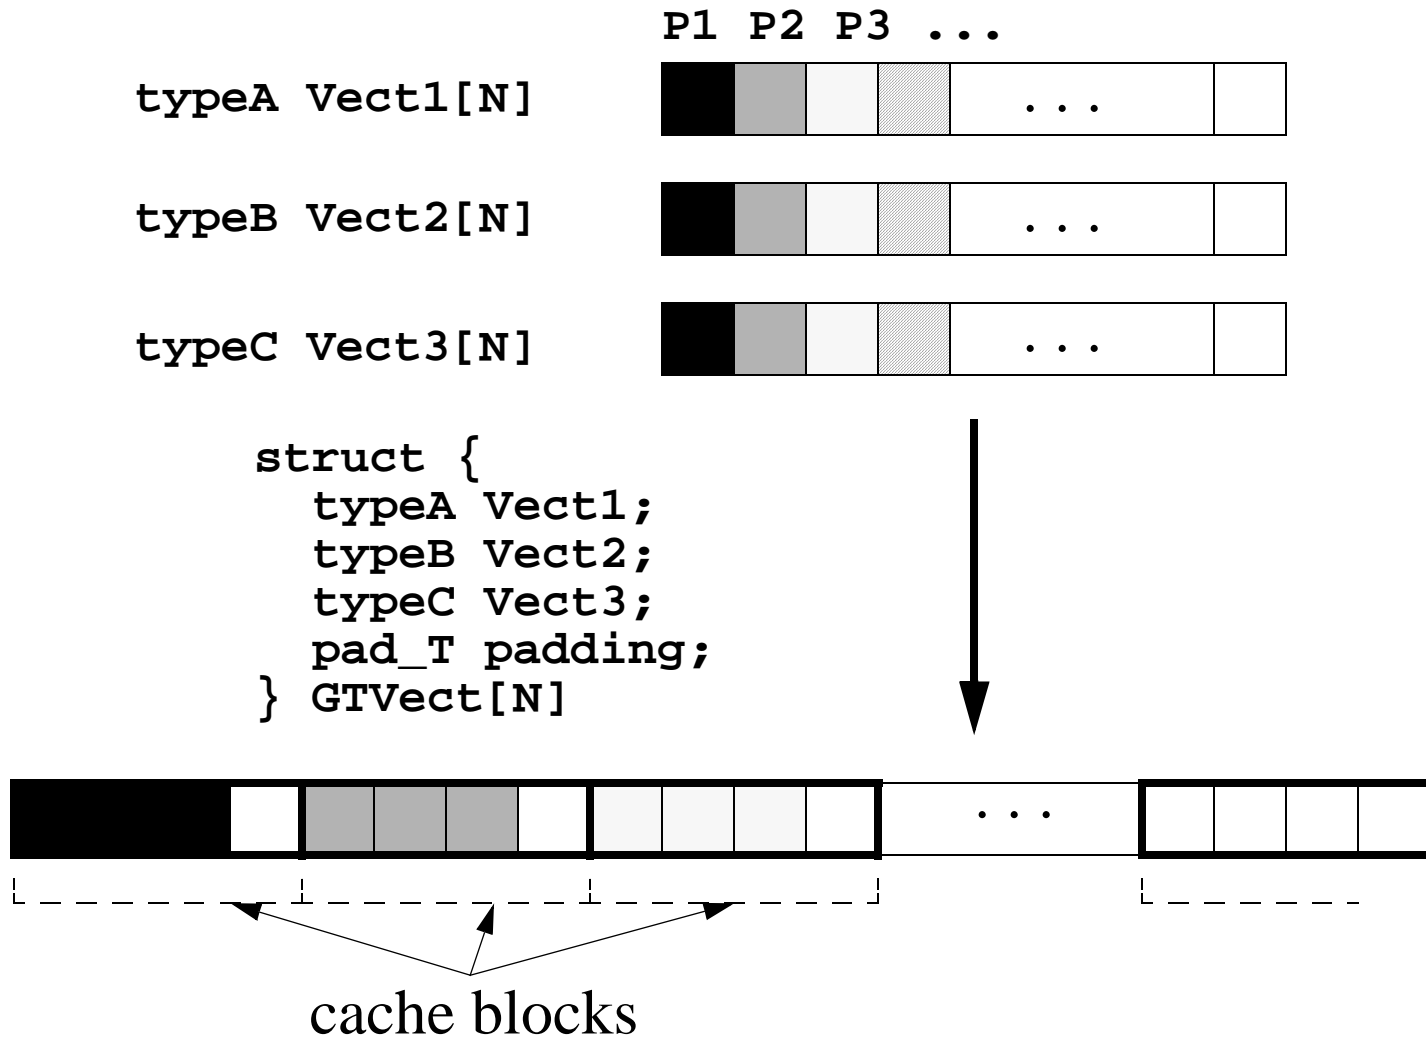 P1 P2 P3 ...
typeA Vect1[N]
...
typeB Vect2[N]
...
typeC Vect3[N]
...
struct {
typeA Vect1;
typeB Vect2;
typeC Vect3;
pad_T padding;
} GTVect[N]
...
cache blocks